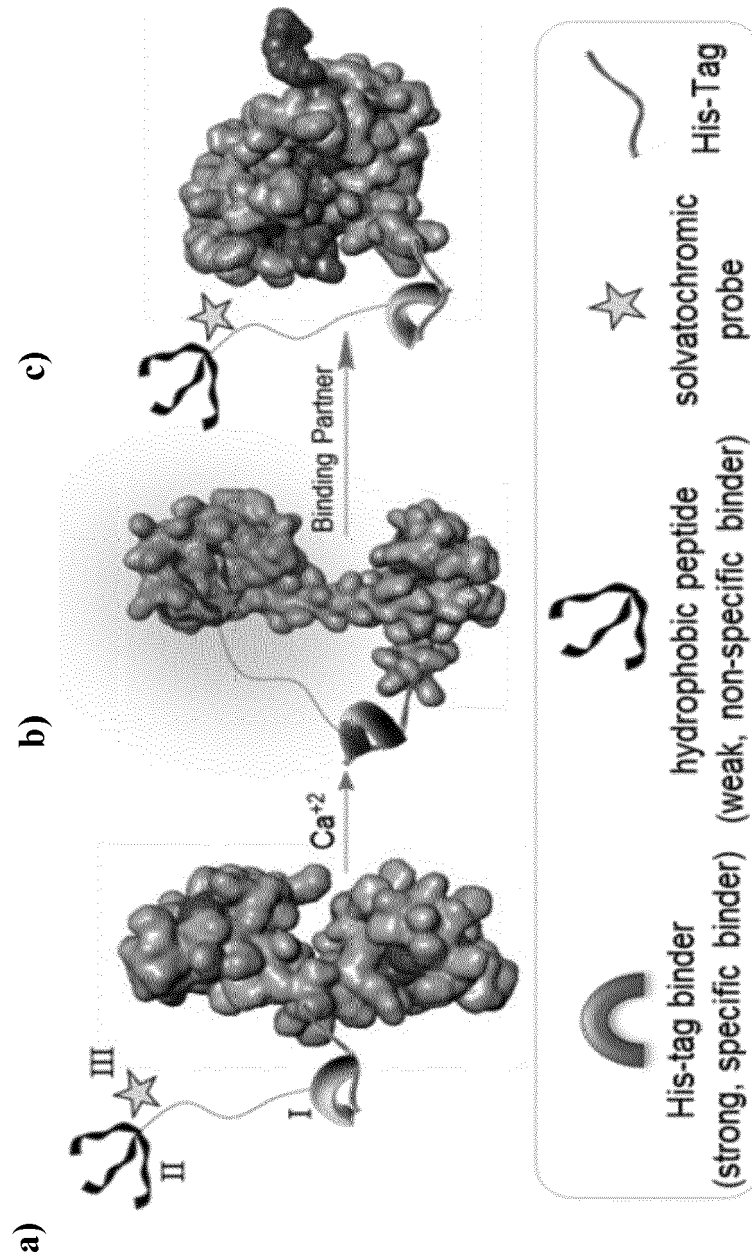 a)
b)
c)
I
II
III
Ca+2
Binding Partner
His-tag binder
(strong, specific binder)
hydrophobic peptide
(weak, non-specific binder)
solvatochromic
probe
His-Tag